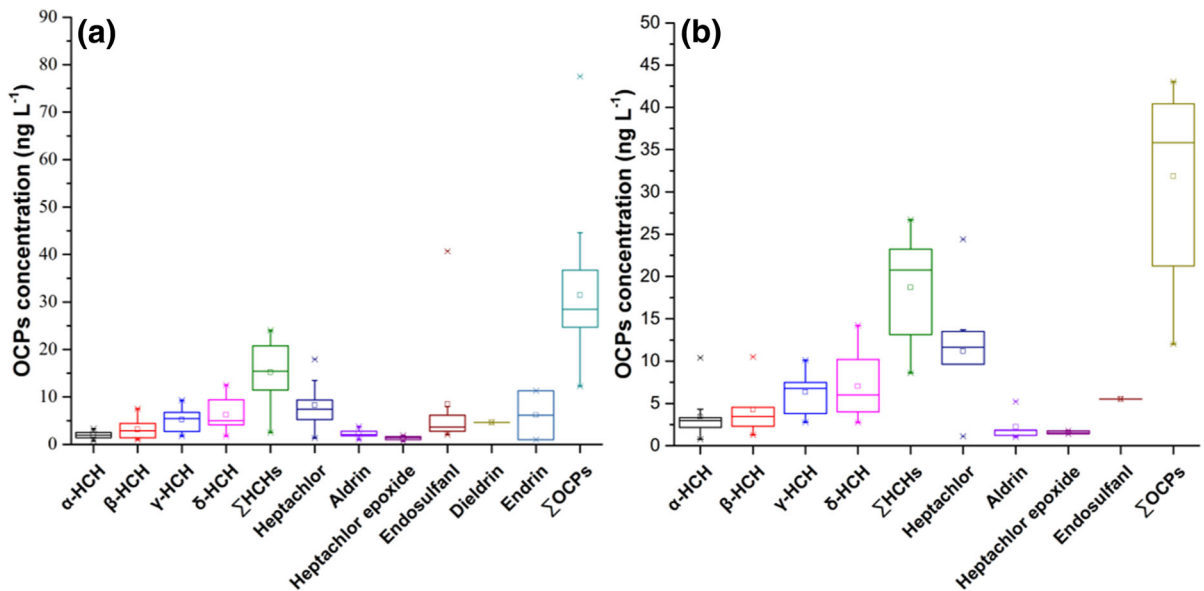 (a)
OCPs concentration (ng L⁻¹)
90
80
70
60
50
40
30
20
10
0
α-HCH
β-HCH
γ-HCH
δ-HCH
∑HCHs
Heptachlor
Aldrin
Heptachlor epoxide
EndosulfanI
Dieldrin
Endrin
∑OCPs
(b)
OCPs concentration (ng L⁻¹)
50
45
40
35
30
25
20
15
10
5
0
α-HCH
β-HCH
γ-HCH
δ-HCH
∑HCHs
Heptachlor
Aldrin
Heptachlor epoxide
EndosulfanI
∑OCPs